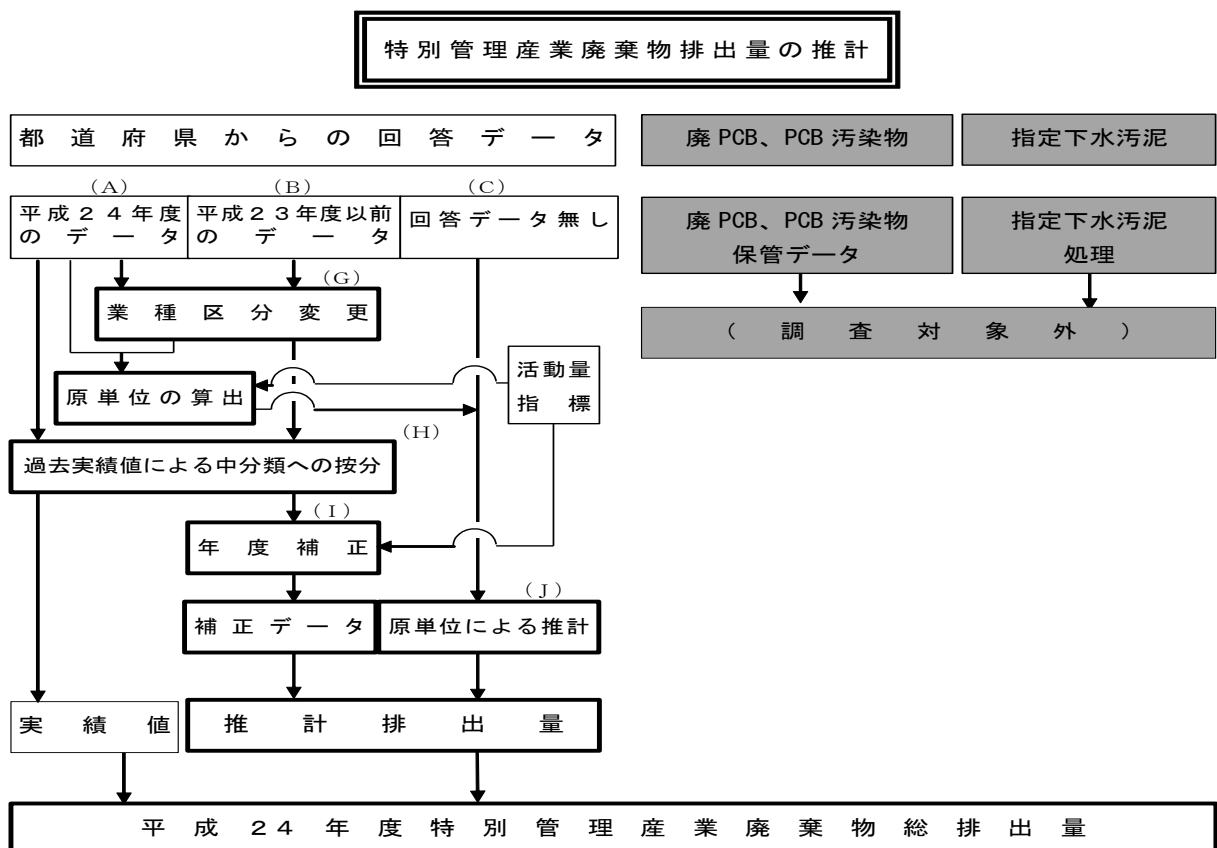 特別管理産業廃棄物排出量の推計
都道府県からの回答データ
廃PCB、PCB汚染物
指定下水汚泥
（A）
（B）
（C）
平成２４年度
のデータ
平成２３年度以前
のデータ
回答データ無し
廃PCB、PCB汚染物
保管データ
指定下水汚泥
処理
（G）
業種区分変更
（調査対象外）
活動量
指標
原単位の算出
（H）
過去実績値による中分類への按分
（I）
年度補正
（J）
補正データ
原単位による推計
実績値
推計排出量
平成２４年度特別管理産業廃棄物総排出量